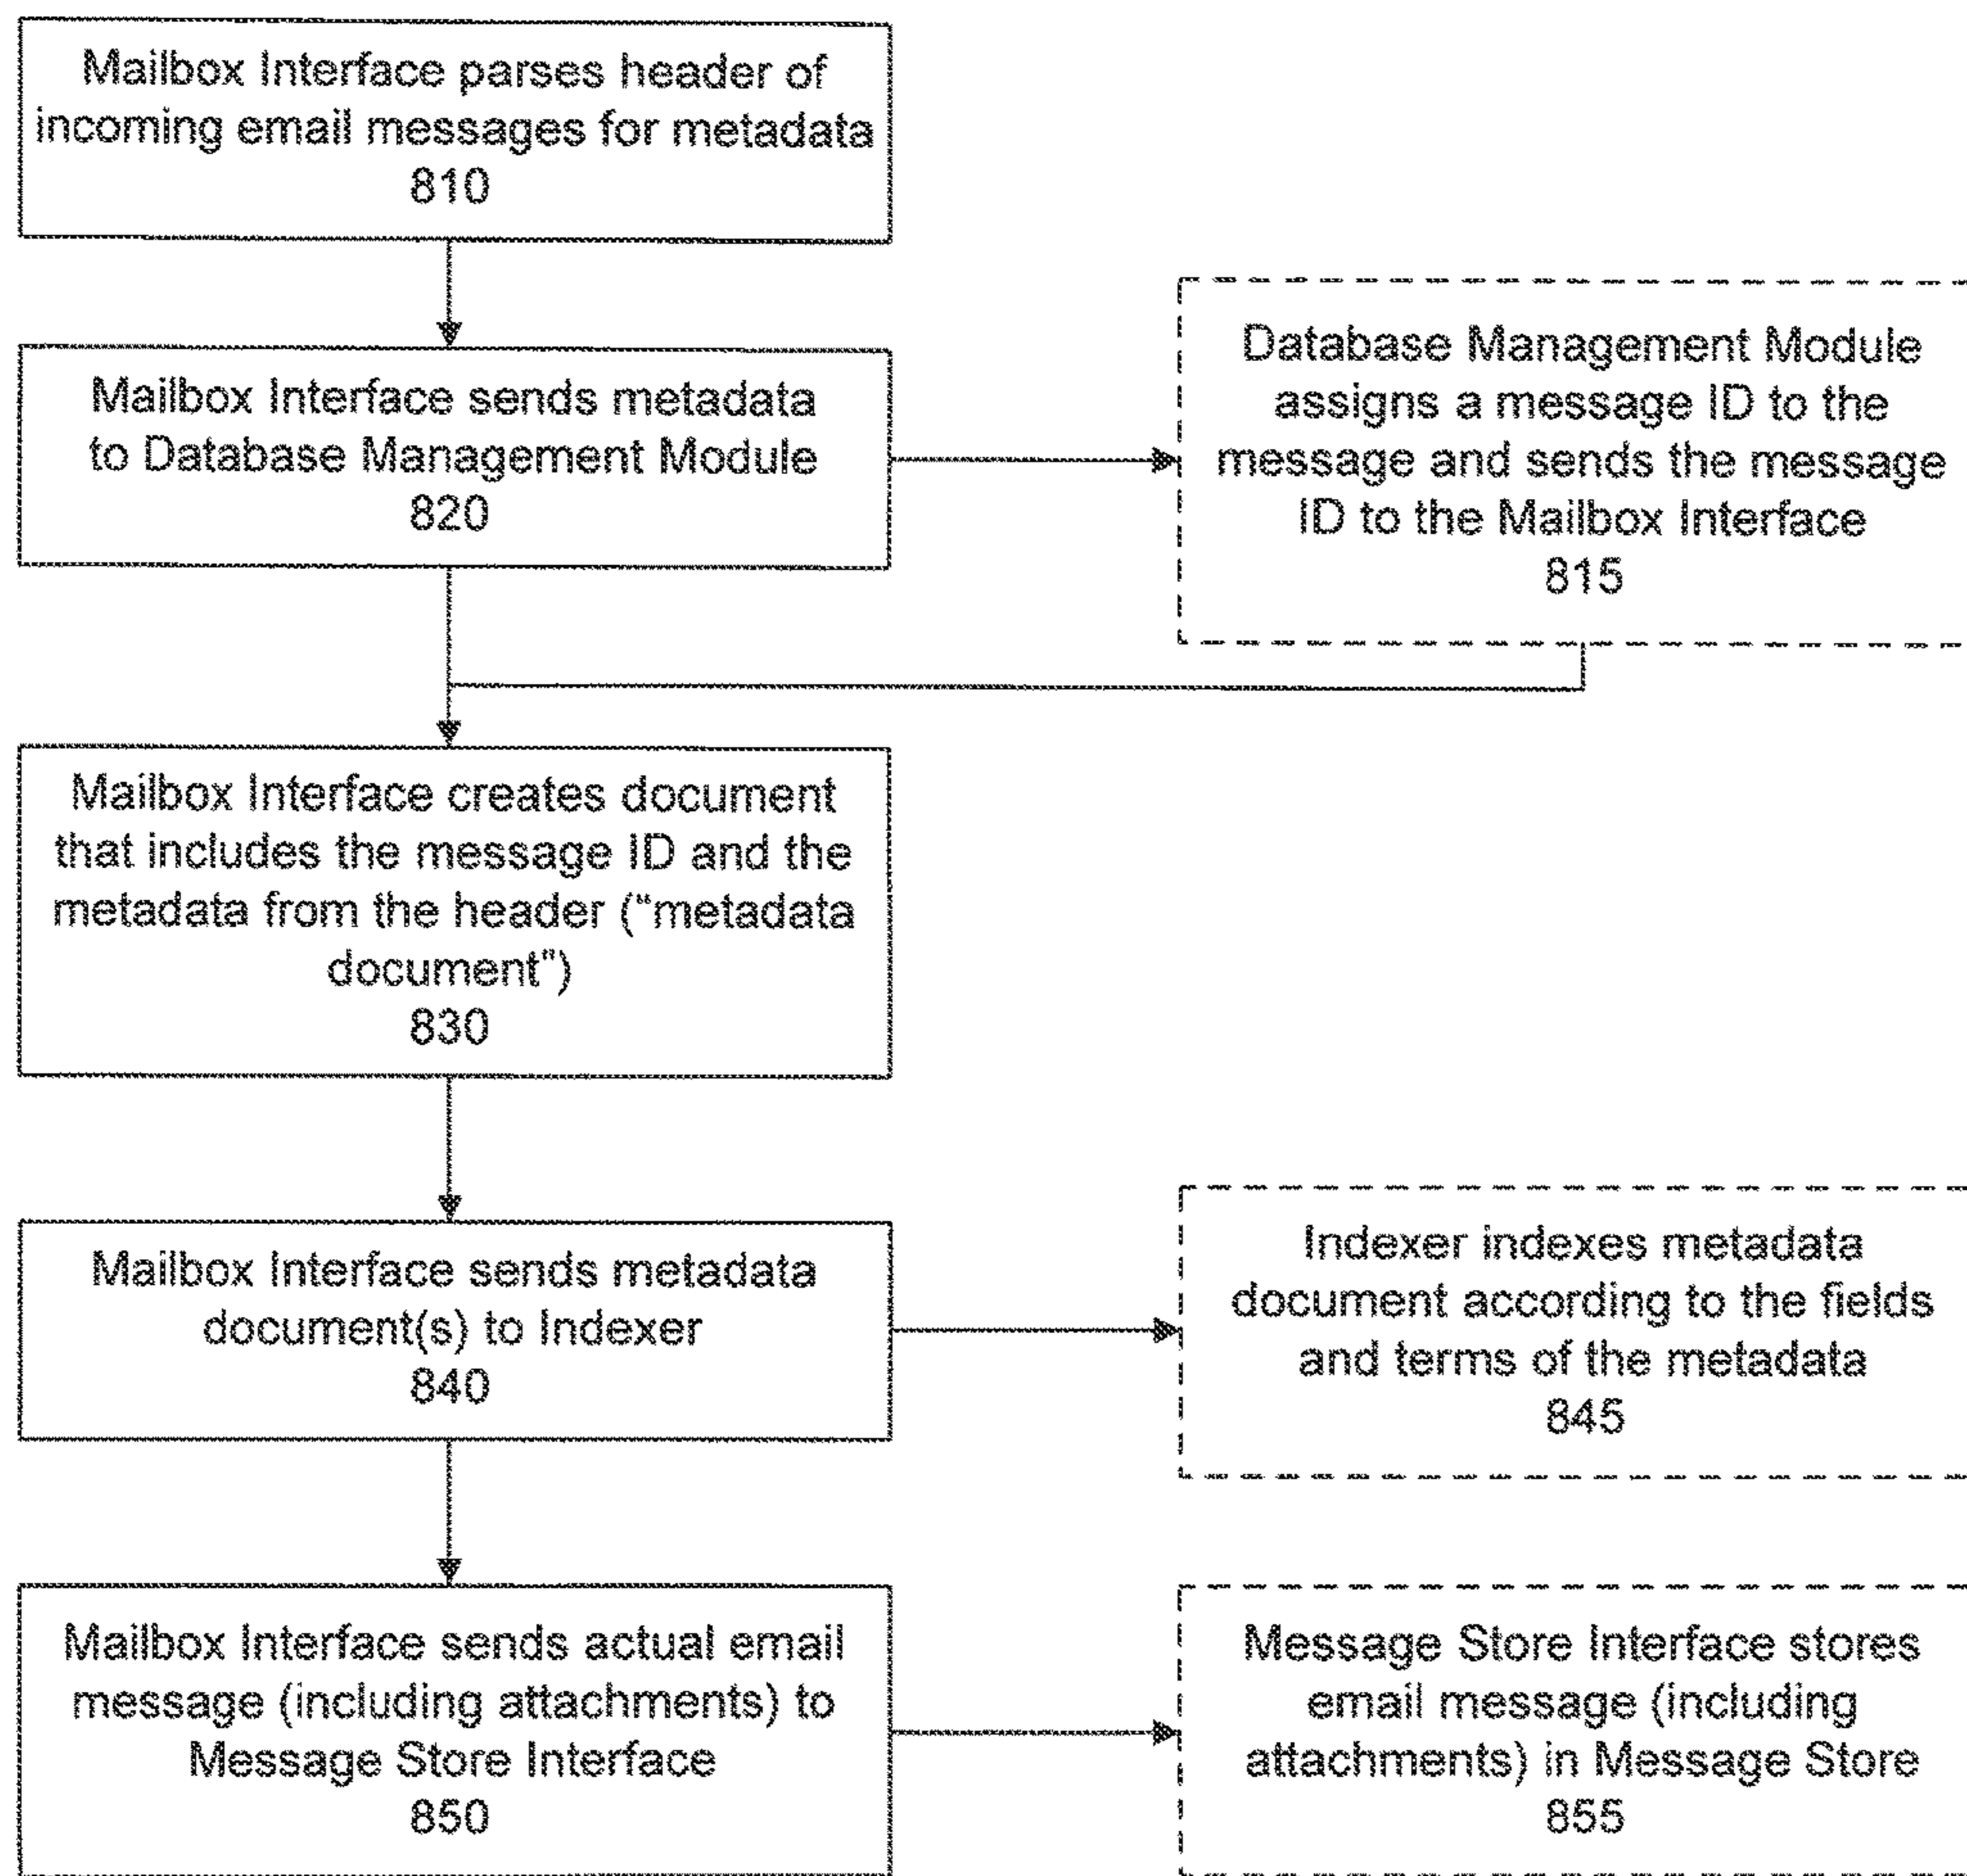 Mailbox Interface parses header of
incoming email messages for metadata
810
Mailbox Interface sends metadata
to Database Management Module
820
Database Management Module
assigns a message ID to the
message and sends the message
ID to the Mailbox Interface
815
Mailbox Interface creates document
that includes the message ID and the
metadata from the header (“metadata
document”)
830
Mailbox Interface sends metadata
document(s) to Indexer
840
Indexer indexes metadata
document according to the fields
and terms of the metadata
845
Mailbox Interface sends actual email
message (including attachments) to
Message Store Interface
850
Message Store Interface stores
email message (including
attachments) in Message Store
855